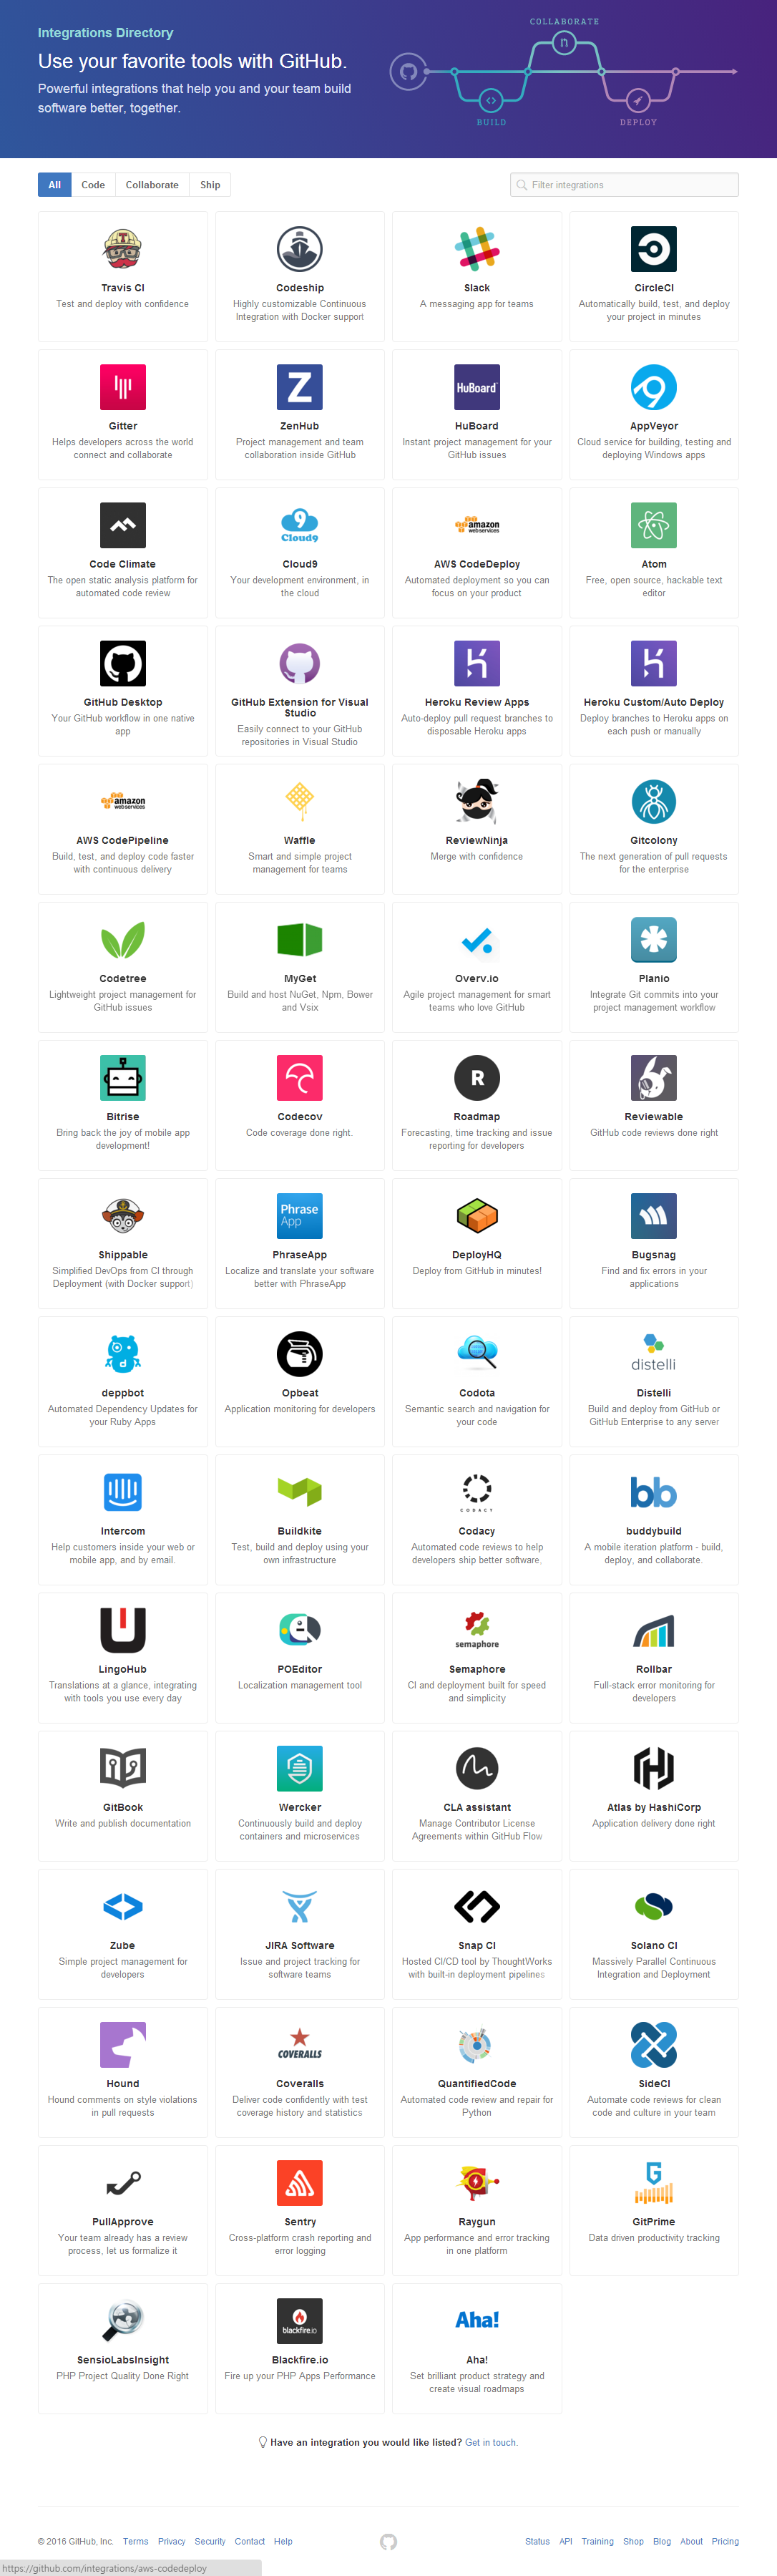 Integrations Directory
Use your favorite tools with GitHub.
Powerful integrations that help you and your team build
software better, together.
COLLABORATE
BUILD
DEPLOY
All Code Collaborate Ship
Filter integrations
Travis CI
Test and deploy with confidence
Codeship
Highly customizable Continuous
Integration with Docker support
Slack
A messaging app for teams
CircleCI
Automatically build, test, and deploy
your project in minutes
Gitter
Helps developers across the world
connect and collaborate
Z
ZenHub
Project management and team
collaboration inside GitHub
HuBoard
HuBoard
Instant project management for your
GitHub issues
AppVeyor
Cloud service for building, testing and
deploying Windows apps
Code Climate
The open static analysis platform for
automated code review
9
Cloud9
Cloud9
Your development environment, in
the cloud
amazon
webservices
AWS CodeDeploy
Automated deployment so you can
focus on your product
Atom
Free, open source, hackable text
editor
GitHub Desktop
Your GitHub workflow in one native
app
GitHub Extension for Visual
Studio
Easily connect to your GitHub
repositories in Visual Studio
Heroku Review Apps
Auto-deploy pull request branches to
disposable Heroku apps
Heroku Custom/Auto Deploy
Deploy branches to Heroku apps on
each push or manually
amazon
webservices
AWS CodePipeline
Build, test, and deploy code faster
with continuous delivery
Waffle
Smart and simple project
management for teams
ReviewNinja
Merge with confidence
Gitcolony
The next generation of pull requests
for the enterprise
Codetree
Lightweight project management for
GitHub issues
MyGet
Build and host NuGet, Npm, Bower
and Vsix
Overv.io
Agile project management for smart
teams who love GitHub
Planio
Integrate Git commits into your
project management workflow
Bitrise
Bring back the joy of mobile app
development!
Codecov
Code coverage done right.
R
Roadmap
Forecasting, time tracking and issue
reporting for developers
Reviewable
GitHub code reviews done right
Shippable
Simplified DevOps from CI through
Deployment (with Docker support)
Phrase
App
PhraseApp
Localize and translate your software
better with PhraseApp
DeployHQ
Deploy from GitHub in minutes!
Bugsnag
Find and fix errors in your
applications
deppbot
Automated Dependency Updates for
your Ruby Apps
Opbeat
Application monitoring for developers
Codota
Semantic search and navigation for
your code
distelli
Distelli
Build and deploy from GitHub or
GitHub Enterprise to any server
Intercom
Help customers inside your web or
mobile app, and by email.
Buildkite
Test, build and deploy using your
own infrastructure
CODACY
Codacy
Automated code reviews to help
developers ship better software,
bb
buddybuild
A mobile iteration platform - build,
deploy, and collaborate.
LingoHub
Translations at a glance, integrating
with tools you use every day
POEditor
Localization management tool
semaphore
Semaphore
CI and deployment built for speed
and simplicity
Rollbar
Full-stack error monitoring for
developers
GitBook
Write and publish documentation
Wercker
Continuously build and deploy
containers and microservices
CLA assistant
Manage Contributor License
Agreements within GitHub Flow
Atlas by HashiCorp
Application delivery done right
Zube
Simple project management for
developers
JIRA Software
Issue and project tracking for
software teams
Snap CI
Hosted CI/CD tool by ThoughtWorks
with built-in deployment pipelines
Solano CI
Massively Parallel Continuous
Integration and Deployment
Hound
Hound comments on style violations
in pull requests
COVERALLS
Coveralls
Deliver code confidently with test
coverage history and statistics
QuantifiedCode
Automated code review and repair for
Python
SideCI
Automate code reviews for clean
code and culture in your team
PullApprove
Your team already has a review
process, let us formalize it
Sentry
Cross-platform crash reporting and
error logging
Raygun
App performance and error tracking
in one platform
G
GitPrime
Data driven productivity tracking
SensioLabsInsight
PHP Project Quality Done Right
blackfire.io
Blackfire.io
Fire up your PHP Apps Performance
Aha!
Aha!
Set brilliant product strategy and
create visual roadmaps
Have an integration you would like listed? Get in touch.
© 2016 GitHub, Inc. Terms Privacy Security Contact Help
Status API Training Shop Blog About Pricing
https://github.com/integrations/aws-codedeploy